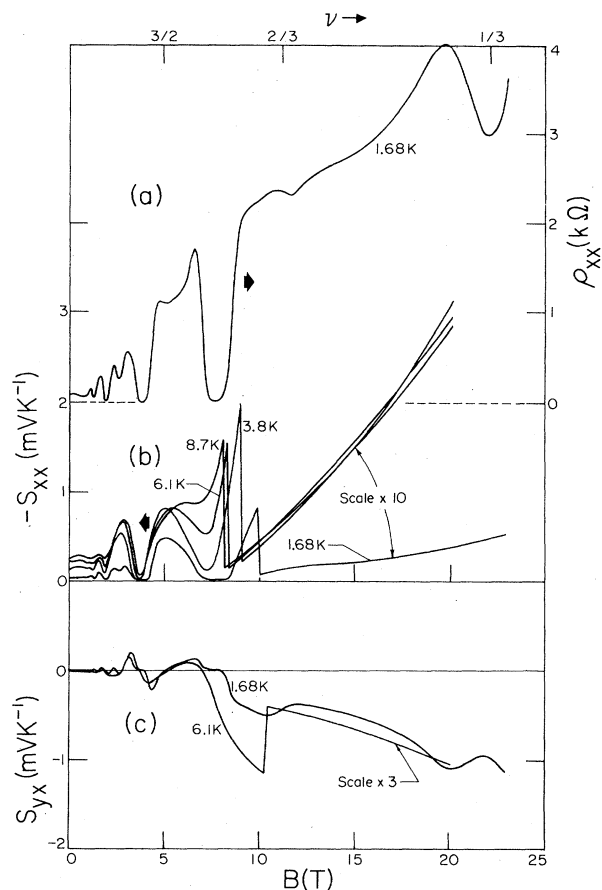 ν →
3/2 2/3 1/3
4
3
2
1
0
ρxx(kΩ)
1.68K
(a)
3
2
1
0
-Sxx (mVK⁻¹)
(b)
8.7K
3.8K
6.1K
Scale x 10
1.68K
0
-1
-2
Syx (mVK⁻¹)
(c)
1.68K
6.1K
Scale x 3
0 5 10 15 20 25
B(T)